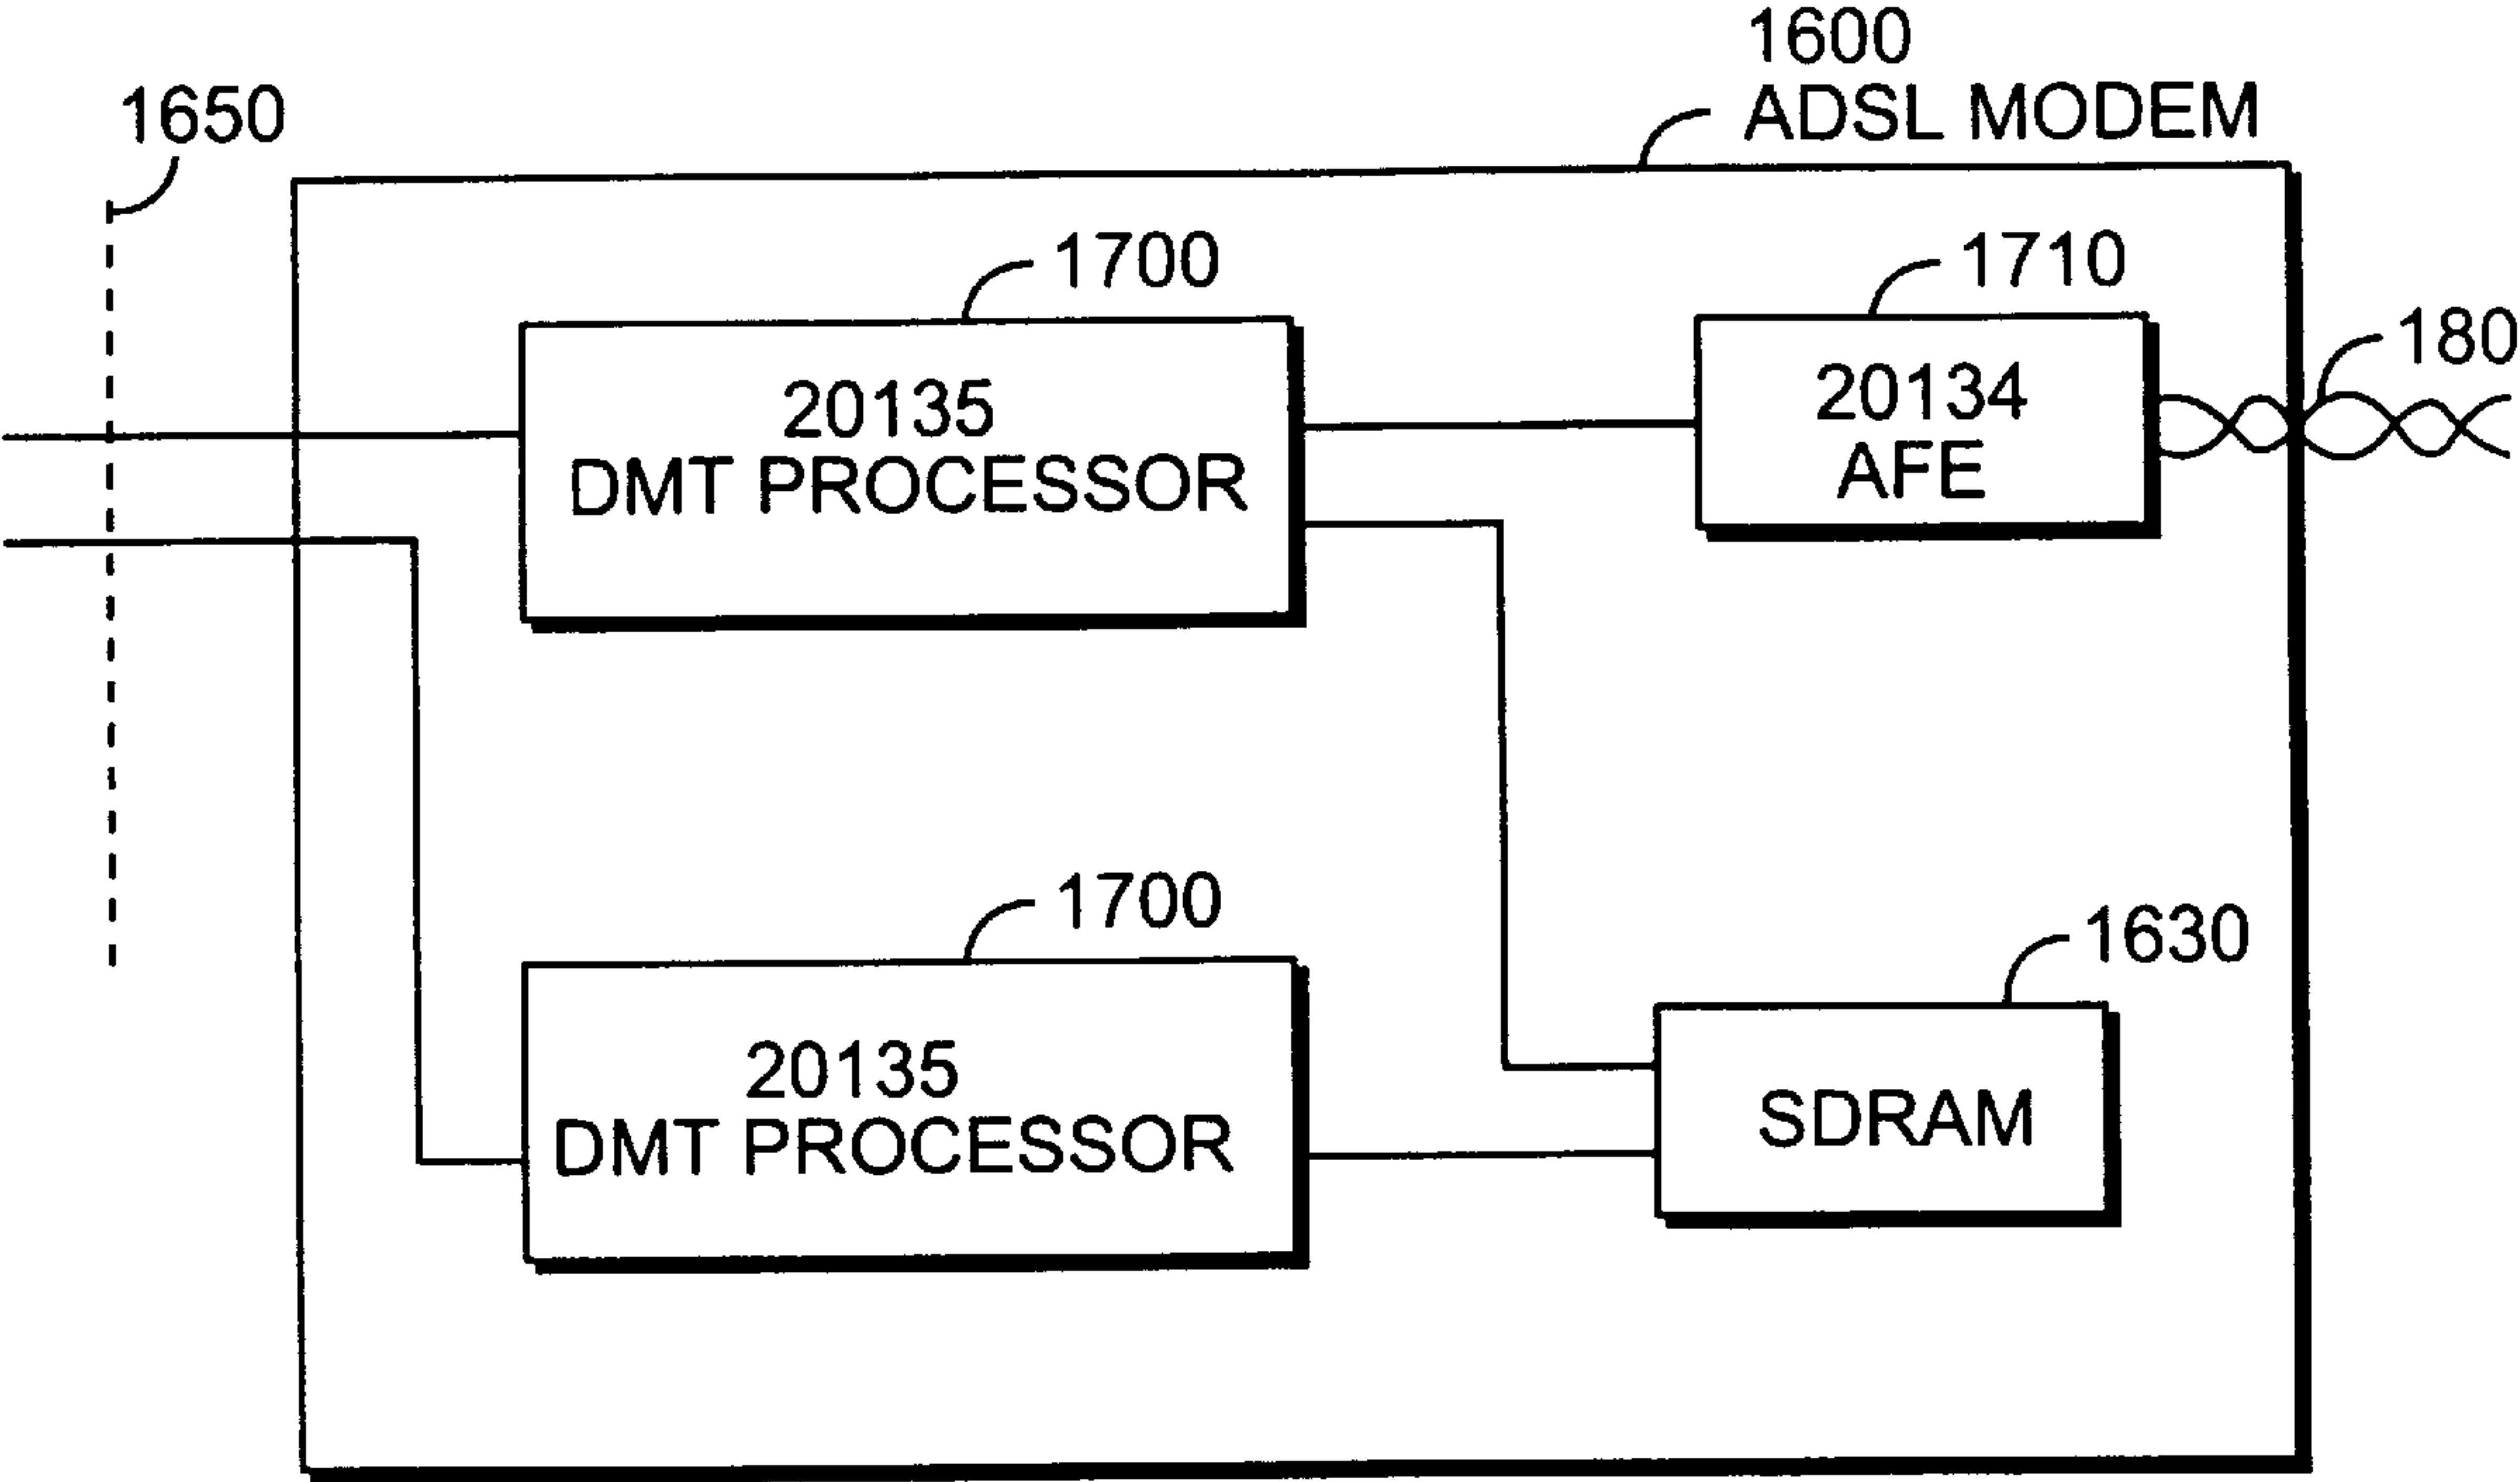 1600
ADSL MODEM
1650
1700
1710
180
20135
DMT PROCESSOR
20134
AFE
1700
1630
20135
DMT PROCESSOR
SDRAM